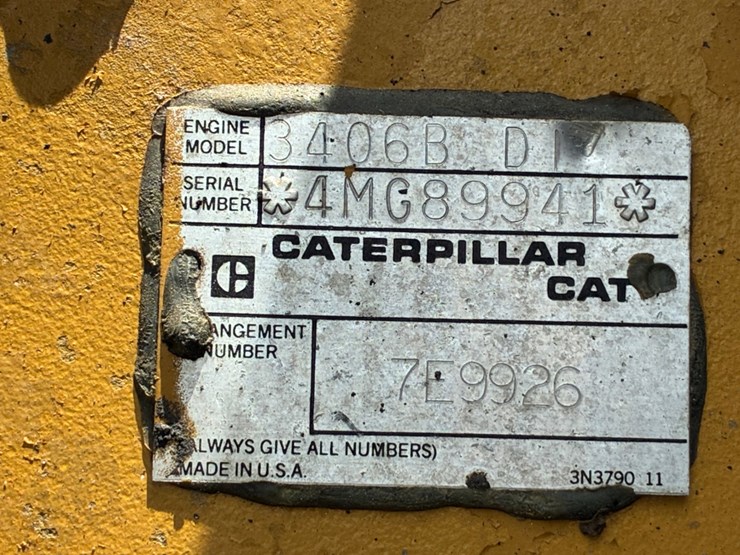 ENGINE MODEL 3406B DI
SERIAL NUMBER *4MG89941*
CATERPILLAR
C CAT
ANGEMENT NUMBER 7E9926
ALWAYS GIVE ALL NUMBERS)
MADE IN U.S.A. 3N3790 11